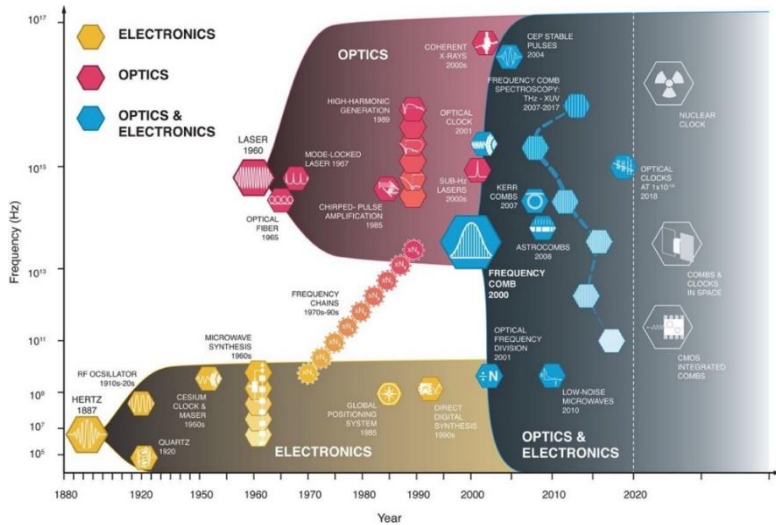 ELECTRONICS
OPTICS
OPTICS &
ELECTRONICS
Frequency (Hz)
10¹⁷
10¹⁵
10¹³
10¹¹
10⁹
10⁷
10⁵
OPTICS
LASER
1960
MODE-LOCKED
LASER 1967
OPTICAL
FIBER
1965
HIGH-HARMONIC
GENERATION
1989
CHIRPED- PULSE
AMPLIFICATION
1985
COHERENT
X-RAYS
2000s
OPTICAL
CLOCK
2001
SUB-Hz
LASERS
2000s
CEP STABLE
PULSES
2004
FREQUENCY COMB
SPECTROSCOPY:
THz - XUV
2007-2017
KERR
COMBS
2007
ASTROCOMBS
2008
FREQUENCY
COMB
2000
OPTICAL CLOCKS
AT 1x10⁻¹⁸
2018
NUCLEAR
CLOCK
COMBS &
CLOCKS
IN SPACE
CMOS
INTEGRATED
COMBS
FREQUENCY
CHAINS
1970s-90s
xN₈
MICROWAVE
SYNTHESIS
1960s
RF OCSILLATOR
1910s-20s
HERTZ
1887
QUARTZ
1920
CESIUM
CLOCK &
MASER
1950s
GLOBAL
POSITIONING
SYSTEM
1985
DIRECT
DIGITAL
SYNTHESIS
1990s
OPTICAL
FREQUENCY
DIVISION
2001
÷N
LOW-NOISE
MICROWAVES
2010
ELECTRONICS
OPTICS &
ELECTRONICS
1880 1920 1950 1960 1970 1980 1990 2000 2010 2020
Year